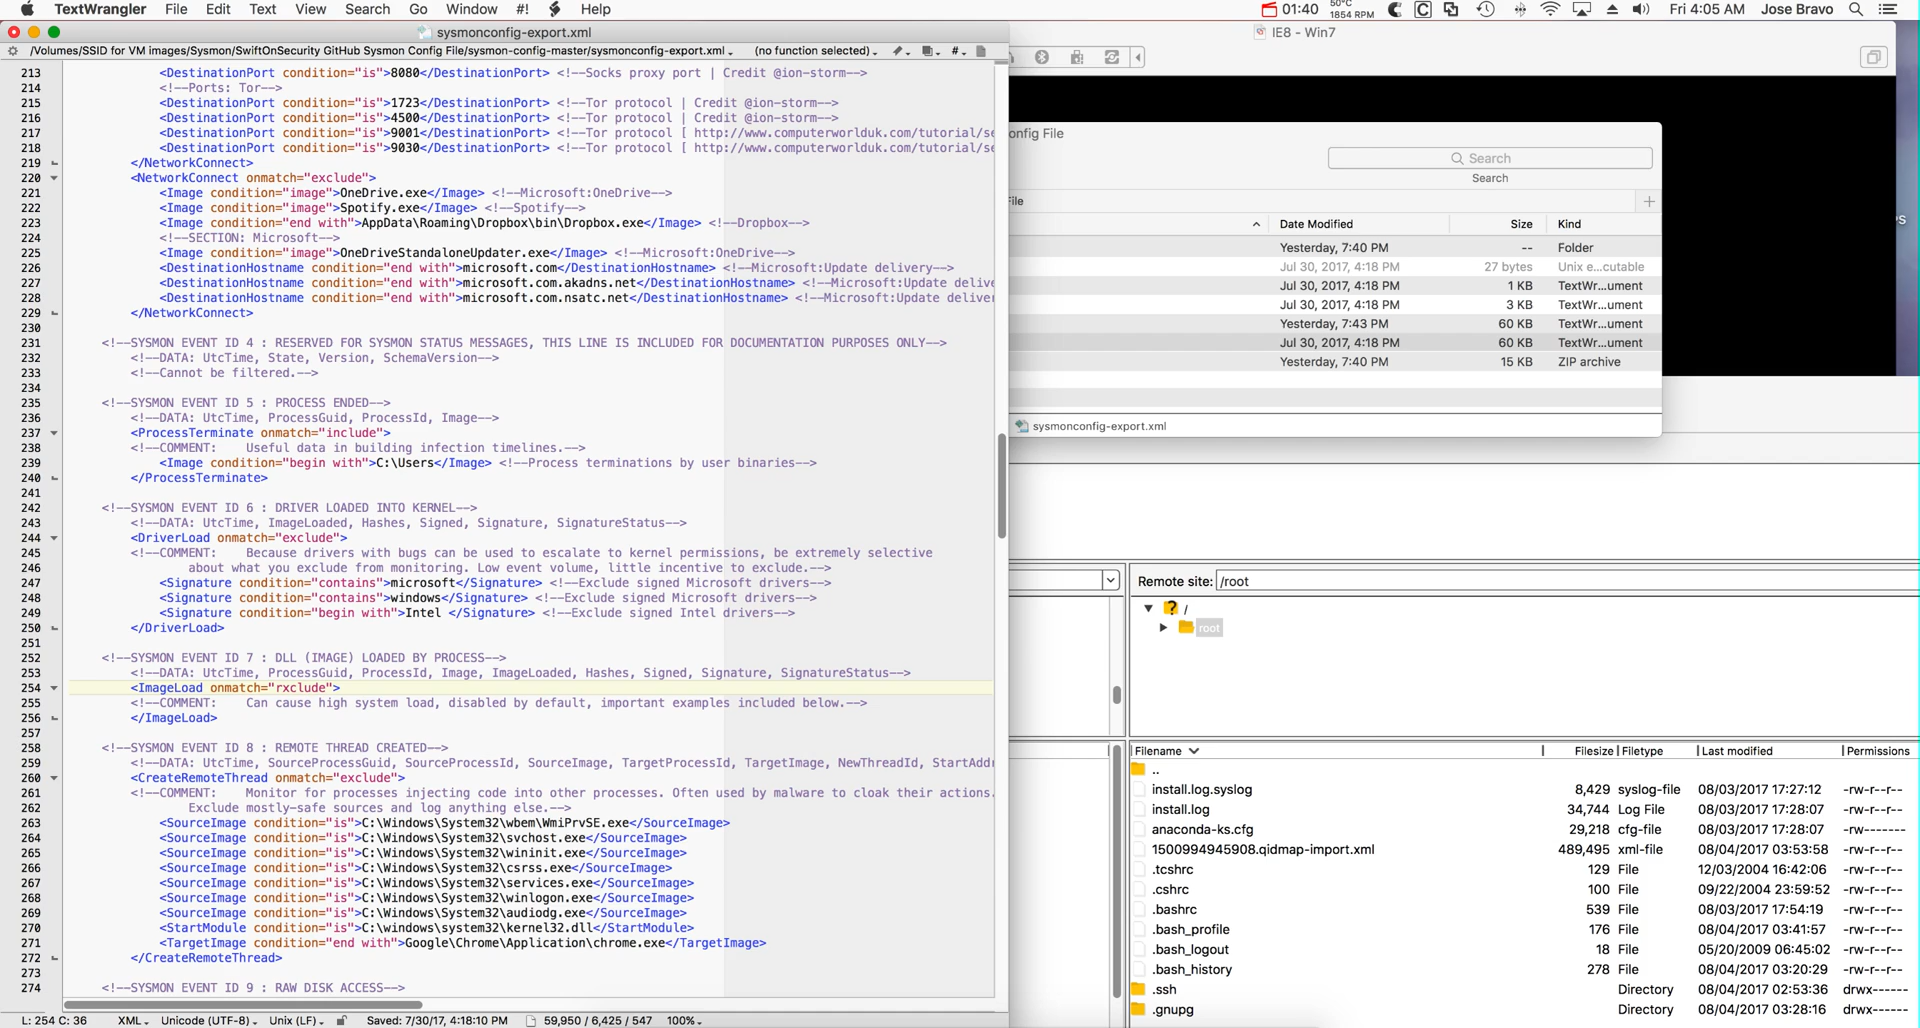 TextWrangler File Edit Text View Search Go Window #! Help 01:40 50°C 1854 RPM Fri 4:05 AM Jose Bravo
sysmonconfig-export.xml
/Volumes/SSID for VM images/Sysmon/SwiftOnSecurity GitHub Sysmon Config File/sysmon-config-master/sysmonconfig-export.xml (no function selected) #
213 <DestinationPort condition="is">8080</DestinationPort> <!--Socks proxy port | Credit @ion-storm-->
214 <!--Ports: Tor-->
215 <DestinationPort condition="is">1723</DestinationPort> <!--Tor protocol | Credit @ion-storm-->
216 <DestinationPort condition="is">4500</DestinationPort> <!--Tor protocol | Credit @ion-storm-->
217 <DestinationPort condition="is">9001</DestinationPort> <!--Tor protocol [ http://www.computerworlduk.com/tutorial/se
218 <DestinationPort condition="is">9030</DestinationPort> <!--Tor protocol [ http://www.computerworlduk.com/tutorial/se
219 </NetworkConnect>
220 <NetworkConnect onmatch="exclude">
221 <Image condition="image">OneDrive.exe</Image> <!--Microsoft:OneDrive-->
222 <Image condition="image">Spotify.exe</Image> <!--Spotify-->
223 <Image condition="end with">AppData\Roaming\Dropbox\bin\Dropbox.exe</Image> <!--Dropbox-->
224 <!--SECTION: Microsoft-->
225 <Image condition="image">OneDriveStandaloneUpdater.exe</Image> <!--Microsoft:OneDrive-->
226 <DestinationHostname condition="end with">microsoft.com</DestinationHostname> <!--Microsoft:Update delivery-->
227 <DestinationHostname condition="end with">microsoft.com.akadns.net</DestinationHostname> <!--Microsoft:Update delive
228 <DestinationHostname condition="end with">microsoft.com.nsatc.net</DestinationHostname> <!--Microsoft:Update deliver
229 </NetworkConnect>
230
231 <!--SYSMON EVENT ID 4 : RESERVED FOR SYSMON STATUS MESSAGES, THIS LINE IS INCLUDED FOR DOCUMENTATION PURPOSES ONLY-->
232 <!--DATA: UtcTime, State, Version, SchemaVersion-->
233 <!--Cannot be filtered.-->
234
235 <!--SYSMON EVENT ID 5 : PROCESS ENDED-->
236 <!--DATA: UtcTime, ProcessGuid, ProcessId, Image-->
237 <ProcessTerminate onmatch="include">
238 <!--COMMENT: Useful data in building infection timelines.-->
239 <Image condition="begin with">C:\Users</Image> <!--Process terminations by user binaries-->
240 </ProcessTerminate>
241
242 <!--SYSMON EVENT ID 6 : DRIVER LOADED INTO KERNEL-->
243 <!--DATA: UtcTime, ImageLoaded, Hashes, Signed, Signature, SignatureStatus-->
244 <DriverLoad onmatch="exclude">
245 <!--COMMENT: Because drivers with bugs can be used to escalate to kernel permissions, be extremely selective
246 about what you exclude from monitoring. Low event volume, little incentive to exclude.-->
247 <Signature condition="contains">microsoft</Signature> <!--Exclude signed Microsoft drivers-->
248 <Signature condition="contains">windows</Signature> <!--Exclude signed Microsoft drivers-->
249 <Signature condition="begin with">Intel </Signature> <!--Exclude signed Intel drivers-->
250 </DriverLoad>
251
252 <!--SYSMON EVENT ID 7 : DLL (IMAGE) LOADED BY PROCESS-->
253 <!--DATA: UtcTime, ProcessGuid, ProcessId, Image, ImageLoaded, Hashes, Signed, Signature, SignatureStatus-->
254 <ImageLoad onmatch="rxclude">
255 <!--COMMENT: Can cause high system load, disabled by default, important examples included below.-->
256 </ImageLoad>
257
258 <!--SYSMON EVENT ID 8 : REMOTE THREAD CREATED-->
259 <!--DATA: UtcTime, SourceProcessGuid, SourceProcessId, SourceImage, TargetProcessId, TargetImage, NewThreadId, StartAddr
260 <CreateRemoteThread onmatch="exclude">
261 <!--COMMENT: Monitor for processes injecting code into other processes. Often used by malware to cloak their actions.
262 Exclude mostly-safe sources and log anything else.-->
263 <SourceImage condition="is">C:\Windows\System32\wbem\WmiPrvSE.exe</SourceImage>
264 <SourceImage condition="is">C:\Windows\System32\svchost.exe</SourceImage>
265 <SourceImage condition="is">C:\Windows\System32\wininit.exe</SourceImage>
266 <SourceImage condition="is">C:\Windows\System32\csrss.exe</SourceImage>
267 <SourceImage condition="is">C:\Windows\System32\services.exe</SourceImage>
268 <SourceImage condition="is">C:\Windows\System32\winlogon.exe</SourceImage>
269 <SourceImage condition="is">C:\Windows\System32\audiodg.exe</SourceImage>
270 <StartModule condition="is">C:\windows\system32\kernel32.dll</StartModule>
271 <TargetImage condition="end with">Google\Chrome\Application\chrome.exe</TargetImage>
272 </CreateRemoteThread>
273
274 <!--SYSMON EVENT ID 9 : RAW DISK ACCESS-->
L: 254 C: 36 XML Unicode (UTF-8) Unix (LF) Saved: 7/30/17, 4:18:10 PM 59,950 / 6,425 / 547 100%
IE8 - Win7
onfig File
Search
Search
File
Date Modified Size Kind
Yesterday, 7:40 PM -- Folder
Jul 30, 2017, 4:18 PM 27 bytes Unix e...cutable
Jul 30, 2017, 4:18 PM 1 KB TextWr...ument
Jul 30, 2017, 4:18 PM 3 KB TextWr...ument
Yesterday, 7:43 PM 60 KB TextWr...ument
Jul 30, 2017, 4:18 PM 60 KB TextWr...ument
Yesterday, 7:40 PM 15 KB ZIP archive
sysmonconfig-export.xml
Remote site: /root
/
root
Filename Filesize Filetype Last modified Permissions
..
install.log.syslog 8,429 syslog-file 08/03/2017 17:27:12 -rw-r--r--
install.log 34,744 Log File 08/03/2017 17:28:07 -rw-r--r--
anaconda-ks.cfg 29,218 cfg-file 08/03/2017 17:28:07 -rw-------
1500994945908.qidmap-import.xml 489,495 xml-file 08/04/2017 03:53:58 -rw-r--r--
.tcshrc 129 File 12/03/2004 16:42:06 -rw-r--r--
.cshrc 100 File 09/22/2004 23:59:52 -rw-r--r--
.bashrc 539 File 08/03/2017 17:54:19 -rw-r--r--
.bash_profile 176 File 08/04/2017 03:41:57 -rw-r--r--
.bash_logout 18 File 05/20/2009 06:45:02 -rw-r--r--
.bash_history 278 File 08/04/2017 03:20:29 -rw-r--r--
.ssh Directory 08/04/2017 02:53:36 drwx------
.gnupg Directory 08/04/2017 03:28:16 drwx------